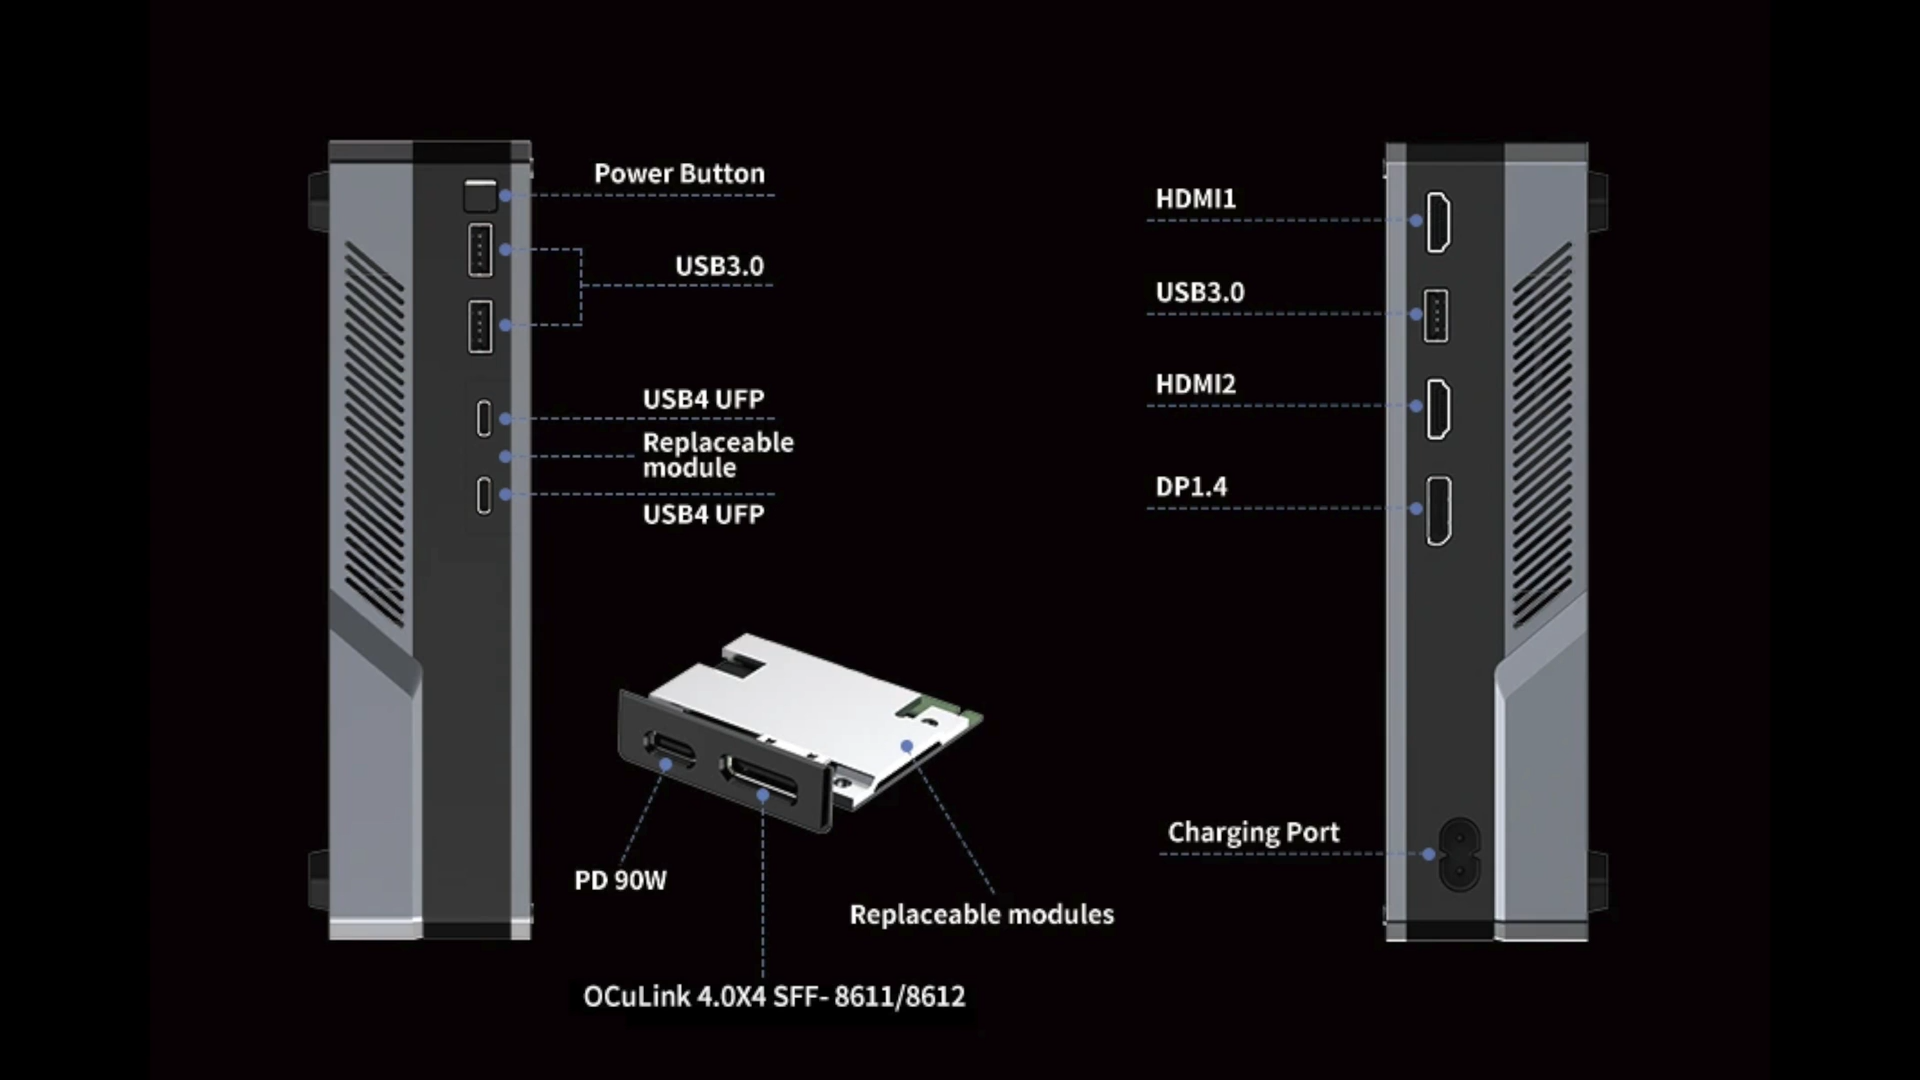 Power Button
USB3.0
USB4 UFP
Replaceable
module
USB4 UFP
PD 90W
Replaceable modules
OCuLink 4.0X4 SFF- 8611/8612
HDMI1
USB3.0
HDMI2
DP1.4
Charging Port